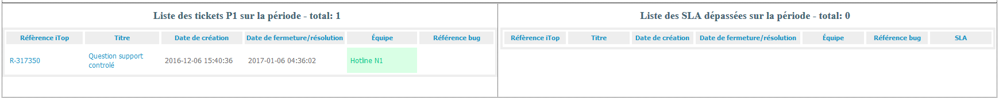 Liste des tickets P1 sur la période - total: 1
Référence iTop Titre Date de création Date de fermeture/résolution Équipe Référence bug
R-317350 Question support contrôlé 2016-12-06 15:40:36 2017-01-06 04:36:02 Hotline N1
Liste des SLA dépassées sur la période - total: 0
Référence iTop Titre Date de création Date de fermeture/résolution Équipe Référence bug SLA